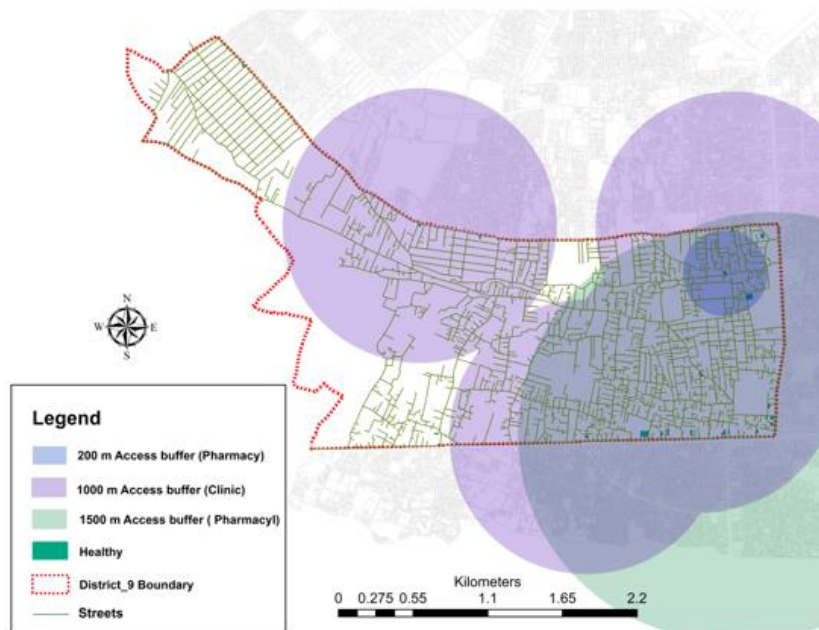 N
W E
S
Legend
200 m Access buffer (Pharmacy)
1000 m Access buffer (Clinic)
1500 m Access buffer ( Pharmacyl)
Healthy
District_9 Boundary
Streets
Kilometers
0 0.275 0.55 1.1 1.65 2.2